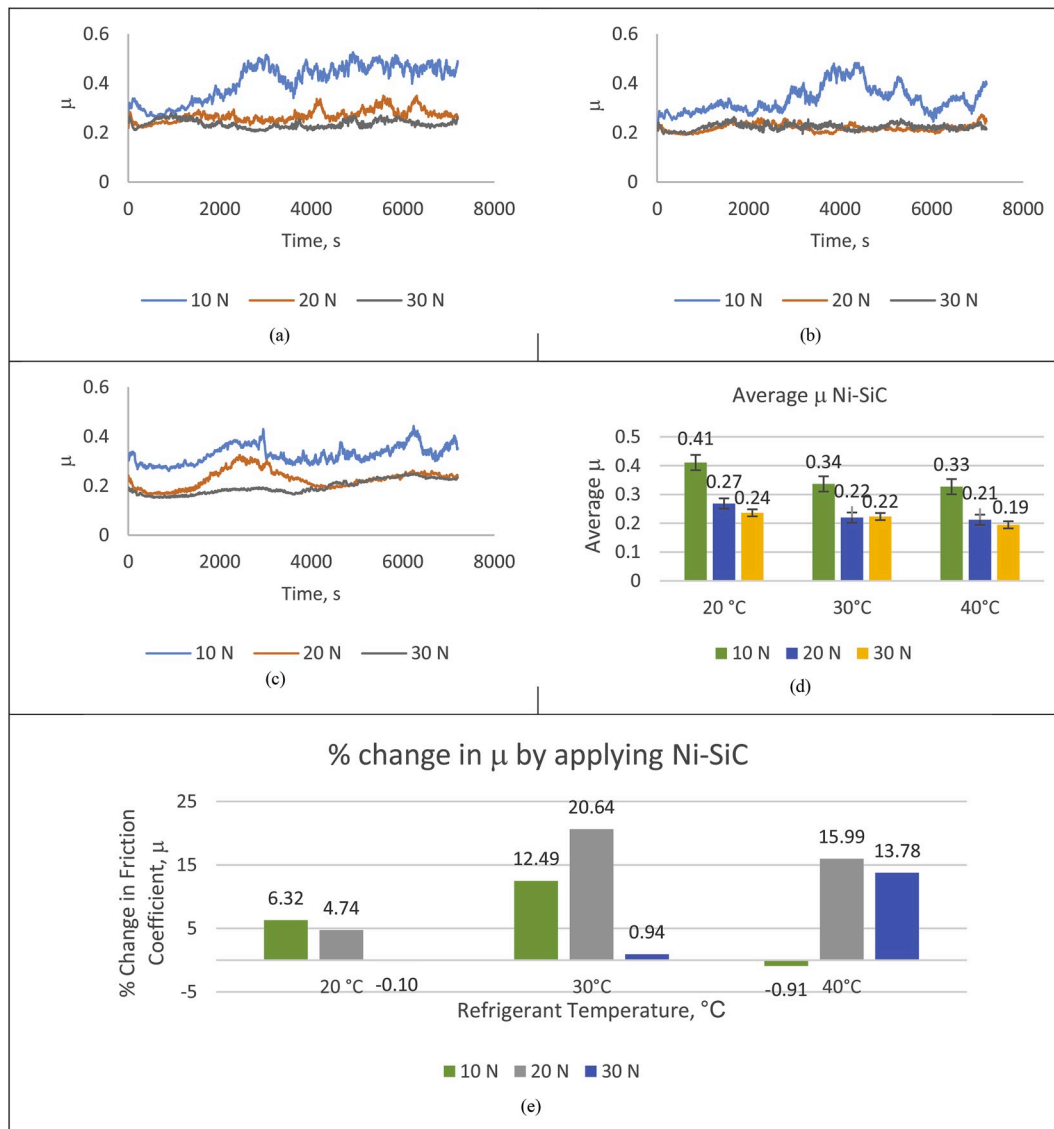 0.6
0.4
μ
0.2
0
0 2000 4000 6000 8000
Time, s
10 N 20 N 30 N
(a)
0.6
0.4
μ
0.2
0
0 2000 4000 6000 8000
Time, s
10 N 20 N 30 N
(b)
0.6
0.4
μ
0.2
0
0 2000 4000 6000 8000
Time, s
10 N 20 N 30 N
(c)
Average μ Ni-SiC
0.5
0.4
0.3
0.2
0.1
0
Average μ
0.41 0.27 0.24
0.34 0.22 0.22
0.33 0.21 0.19
20 °C 30°C 40°C
10 N 20 N 30 N
(d)
% change in μ by applying Ni-SiC
% Change in Friction
Coefficient, μ
25
15
5
-5
6.32 4.74 -0.10
12.49 20.64 0.94
-0.91 15.99 13.78
20 °C 30°C 40°C
Refrigerant Temperature, °C
10 N 20 N 30 N
(e)